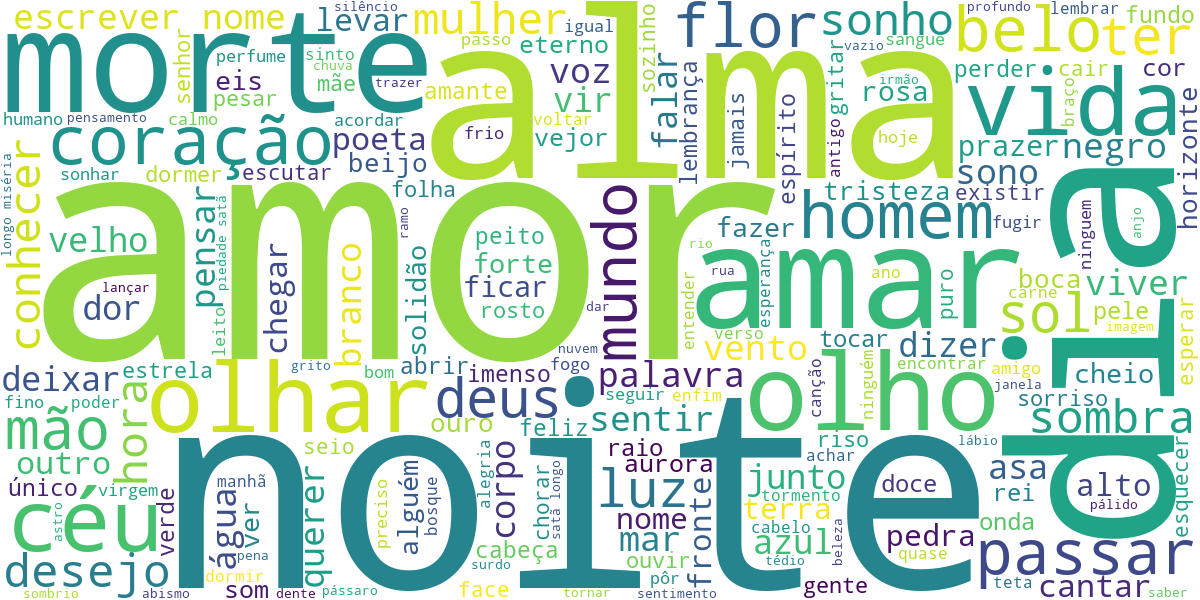 escrever nome
levar
silêncio
mulher
igual
flor
sonho
profundo
lembrar
fundo
morte
senhor
perfume
sinto
chuva
mãe
eis
pesar
trazer
passo
eterno
amante
voz
vir
sozinho
falar
alma
vazio
sangue
gritar
irmão
rosa
belo
ter
perder
cair
cor
braço
vida
humano
pensamento
calmo
acordar
frio
voltar
vejor
lembrança
jamais
espírito
antigo
hoje
prazer
negro
horizonte
coração
poeta
beijo
sonhar
dormer
escutar
folha
tristeza
sono
existir
longo miséria
conhecer
velho
pensar
piedade satã
amor
ramo
peito
forte
ficar
rosto
mundo
fazer
homem
fugir
ninguem
anjo
dia
lançar
dor
leito
chegar
branco
solidão
dar
rio
rua
entender
esperança
amar
ano
puro
boca
viver
carne
sol
pele
imagem
esperar
verso
vento
tocar
dizer
nuvem
deixar
estrela
grito
bom
abrir
fogo
imenso
palavra
canção
encontrar
amigo
janela
cheio
fino
poder
hora
olhar
deus
seguir
enfim
olho
ninguém
sorriso
sombra
mão
ouro
feliz
sentir
outro
seio
alegria
raio
riso
achar
lábio
esquecer
único
virgem
verde
manhã
noite
alguém
bosque
preciso
corpo
chorar
satã longo
aurora
luz
junto
tormento
doce
asa
rei
alto
pálido
céu
astro
água
ver
querer
nome
fronte
terra
cabelo
azul
pedra
onda
cabeça
mar
ouvir
tédio
beleza
quase
passar
desejo
pena
dormir
surdo
pôr
teta
sombrio
abismo
som
dente
pássaro
face
tornar
sentimento
gente
cantar
saber